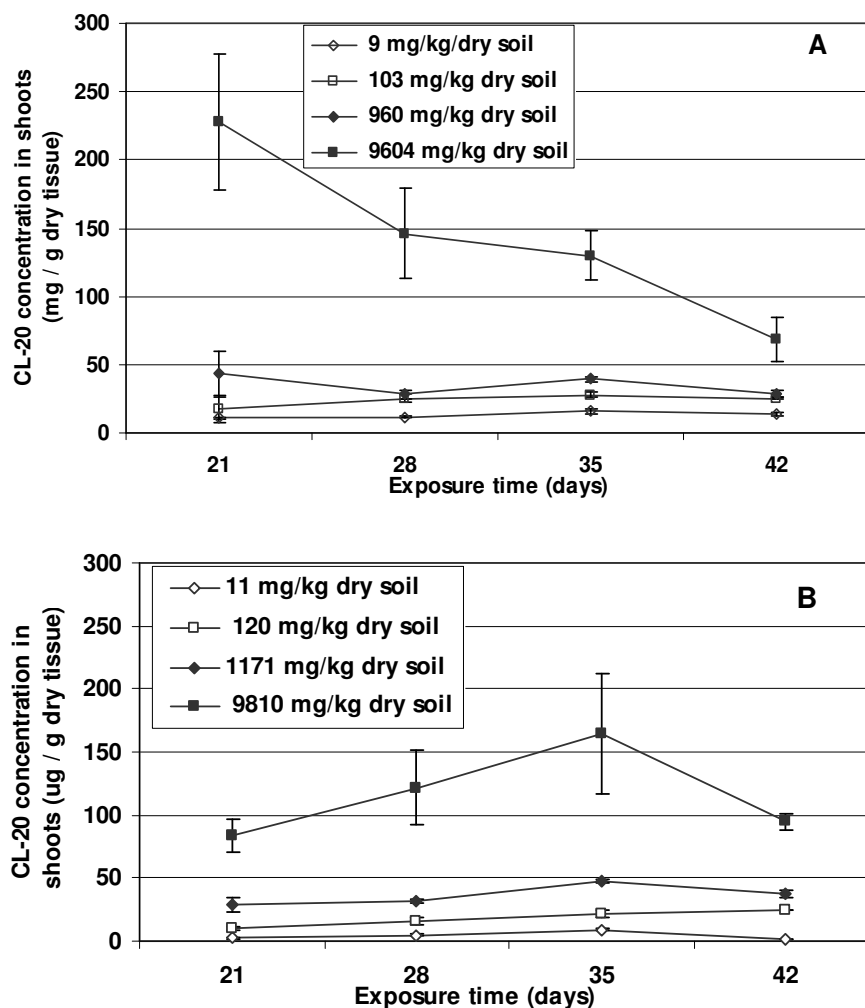 300
250
200
150
100
50
0
CL-20 concentration in shoots
(mg / g dry tissue)
9 mg/kg/dry soil
103 mg/kg dry soil
960 mg/kg dry soil
9604 mg/kg dry soil
A
21 28 35 42
Exposure time (days)
300
250
200
150
100
50
0
CL-20 concentration in
shoots (ug / g dry tissue)
11 mg/kg dry soil
120 mg/kg dry soil
1171 mg/kg dry soil
9810 mg/kg dry soil
B
21 28 35 42
Exposure time (days)